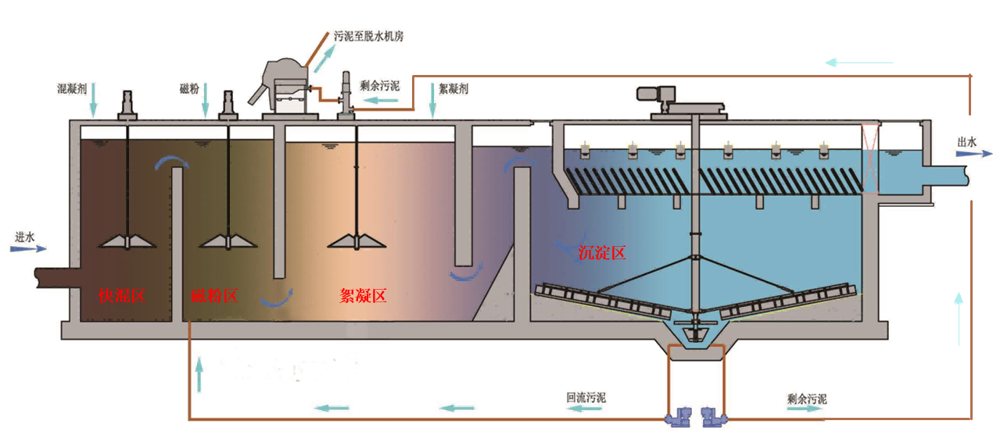 污泥至脱水机房
混凝剂
磁粉
剩余污泥
絮凝剂
出水
进水
沉淀区
快混区
磁粉区
絮凝区
回流污泥
剩余污泥